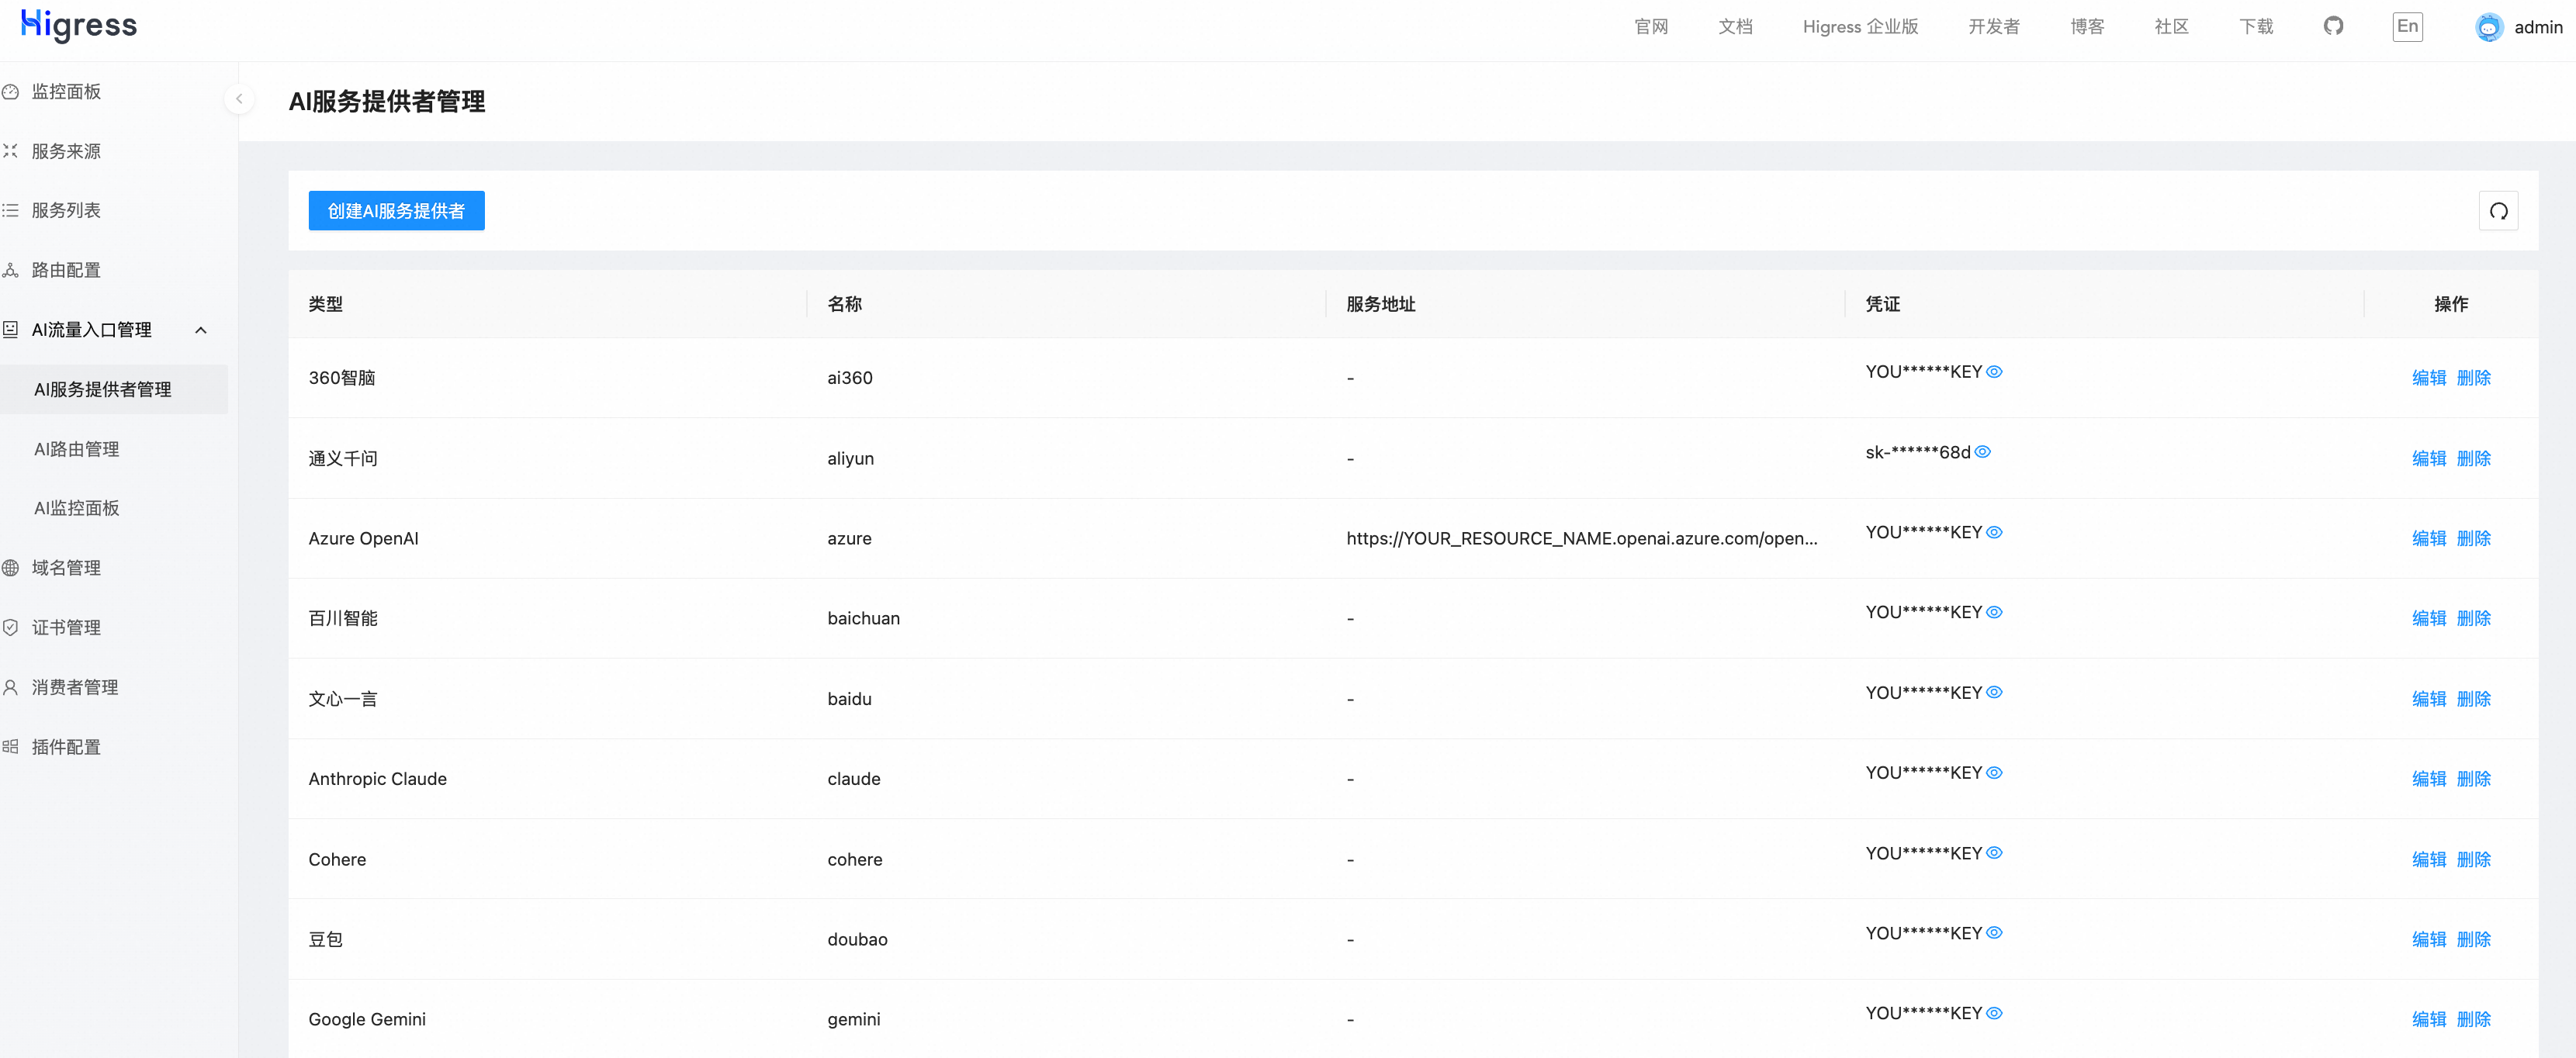 Higress
官网 文档 Higress 企业版 开发者 博客 社区 下载 En admin
监控面板
服务来源
服务列表
路由配置
AI流量入口管理
AI服务提供者管理
AI路由管理
AI监控面板
域名管理
证书管理
消费者管理
插件配置
AI服务提供者管理
创建AI服务提供者
类型 名称 服务地址 凭证 操作
360智脑 ai360 - YOU******KEY 编辑 删除
通义千问 aliyun - sk-******68d 编辑 删除
Azure OpenAI azure https://YOUR_RESOURCE_NAME.openai.azure.com/open... YOU******KEY 编辑 删除
百川智能 baichuan - YOU******KEY 编辑 删除
文心一言 baidu - YOU******KEY 编辑 删除
Anthropic Claude claude - YOU******KEY 编辑 删除
Cohere cohere - YOU******KEY 编辑 删除
豆包 doubao - YOU******KEY 编辑 删除
Google Gemini gemini - YOU******KEY 编辑 删除